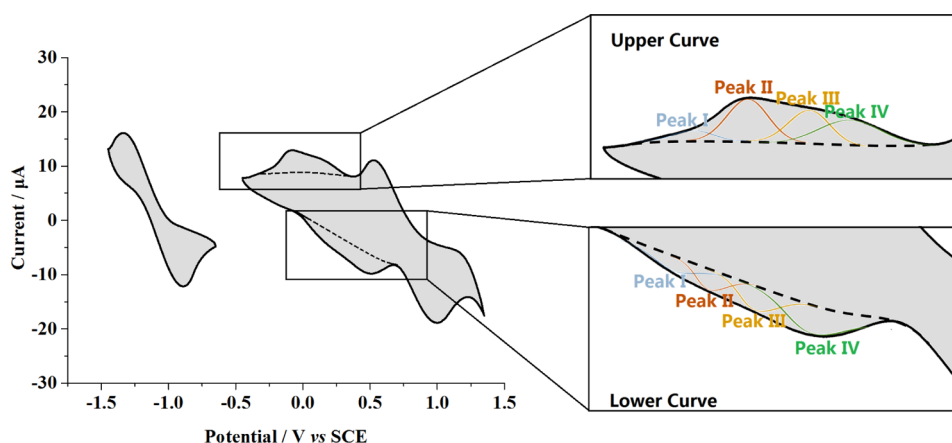 30
20
10
0
-10
-20
-30
Current / μA
-1.5
-1.0
-0.5
0.0
0.5
1.0
1.5
Potential / V vs SCE
Upper Curve
Peak I
Peak II
Peak III
Peak IV
Peak I
Peak II
Peak III
Peak IV
Lower Curve